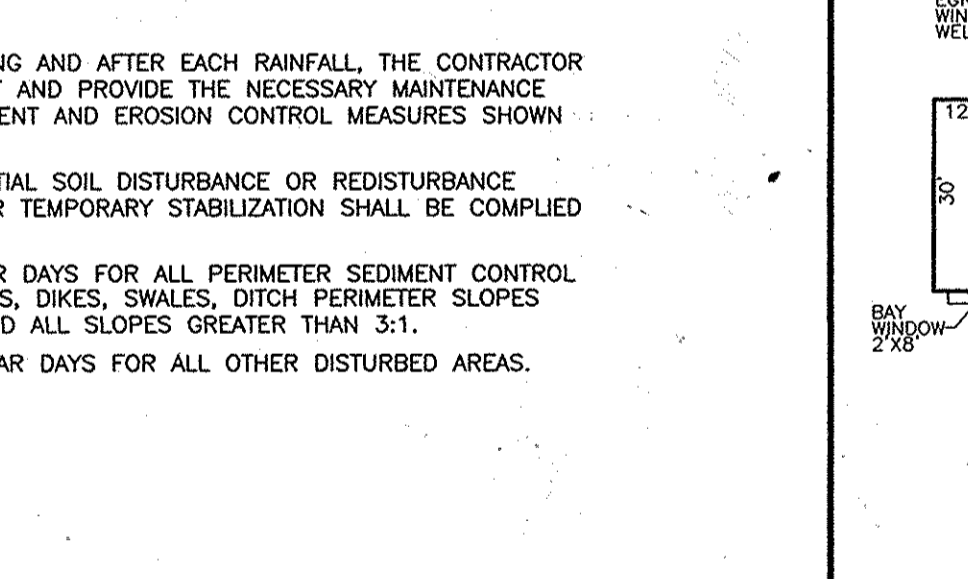 NG AND AFTER EACH RAINFALL, THE CONTRACTOR
AND PROVIDE THE NECESSARY MAINTENANCE
ENT AND EROSION CONTROL MEASURES SHOWN
TIAL SOIL DISTURBANCE OR REDISTURBANCE
R TEMPORARY STABILIZATION SHALL BE COMPLIED
R DAYS FOR ALL PERIMETER SEDIMENT CONTROL
S, DIKES, SWALES, DITCH PERIMETER SLOPES
D ALL SLOPES GREATER THAN 3:1.
AR DAYS FOR ALL OTHER DISTURBED AREAS.
WIN
WEL
12
30'
BAY
WINDOW
2'X8'